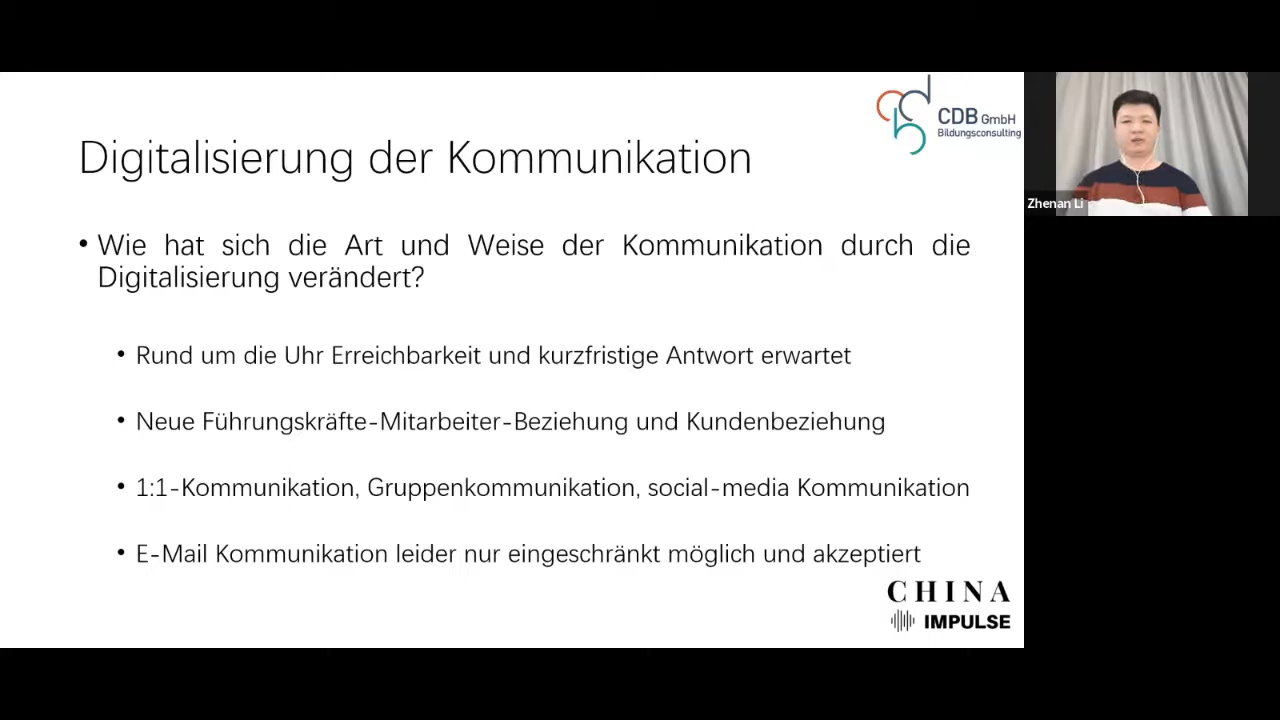 CDB GmbH
Bildungsconsulting
Digitalisierung der Kommunikation
• Wie hat sich die Art und Weise der Kommunikation durch die
Digitalisierung verändert?
• Rund um die Uhr Erreichbarkeit und kurzfristige Antwort erwartet
• Neue Führungskräfte-Mitarbeiter-Beziehung und Kundenbeziehung
• 1:1-Kommunikation, Gruppenkommunikation, social-media Kommunikation
• E-Mail Kommunikation leider nur eingeschränkt möglich und akzeptiert
CHINA
IMPULSE
Zhenan Li